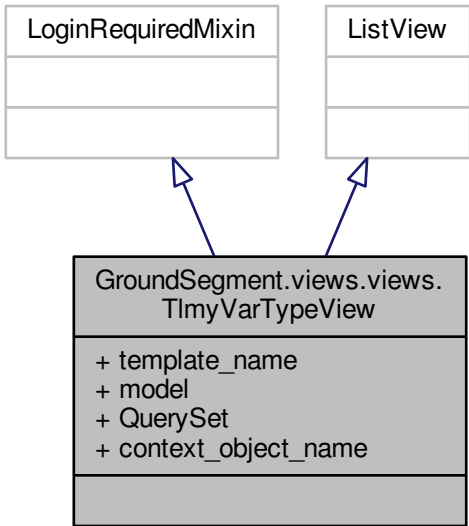 LoginRequiredMixin
ListView
GroundSegment.views.views.
TlmyVarTypeView
+ template_name
+ model
+ QuerySet
+ context_object_name